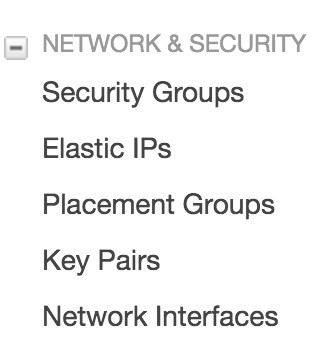 NETWORK & SECURITY
Security Groups
Elastic IPs
Placement Groups
Key Pairs
Network Interfaces